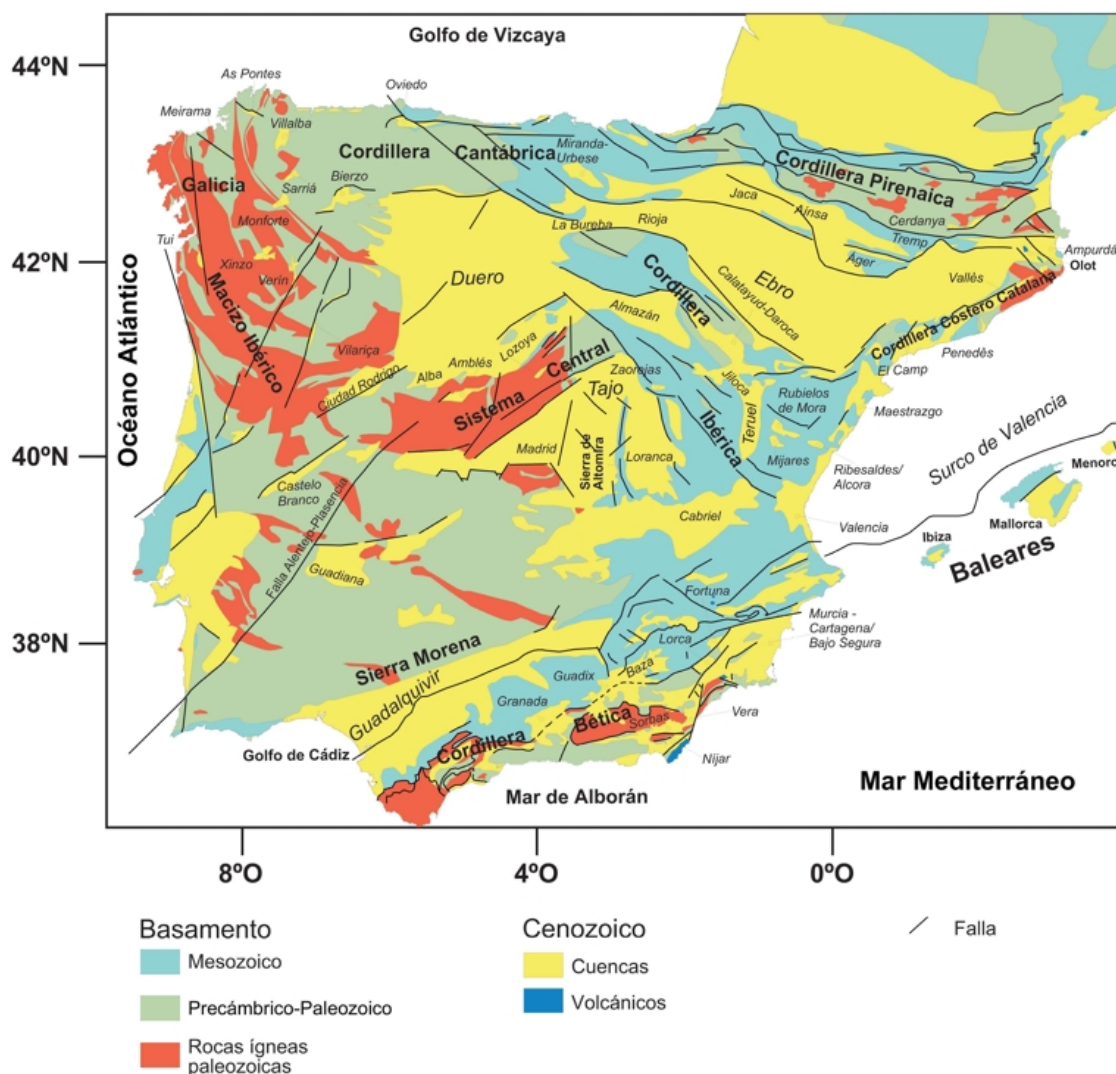 Golfo de Vizcaya
44ºN
42ºN
40ºN
38ºN
Océano Atlántico
As Pontes
Meirama
Villalba
Oviedo
Cordillera
Cantábrica
Miranda-
Urbese
Galicia
Sarriá
Bierzo
Monforte
Tui
Xinzo
Verín
Macizo Ibérico
Vilariça
Cordillera Pirenaica
Jaca
Ainsa
Cerdanya
Tremp
Àger
Ampurdá
Olot
La Bureba
Rioja
Duero
Cordillera
Ebro
Calatayud-Daroca
Vallés
Cordillera Costero Catalana
Penedês
El Camp
Almazán
Lozoya
Amblés
Alba
Ciudad Rodrigo
Sistema
Central
Zaorejas
Tajo
Jiloca
Teruel
Rubielos
de Mora
Maestrazgo
Ibérica
Madrid
Sierra de
Altomira
Loranca
Mijares
Ribesaldes/
Alcora
Surco de Valencia
Menorc
Mallorca
Ibiza
Baleares
Castelo
Branco
Falla Alentejo-Plasencia
Guadiana
Cabriel
Valencia
Fortuna
Murcia -
Cartagena/
Bajo Segura
Lorca
Sierra Morena
Guadalquivir
Guadix
Baza
Granada
Cordillera
Bética
Sorbas
Vera
Níjar
Golfo de Cádiz
Mar de Alborán
Mar Mediterráneo
8ºO
4ºO
0ºO
Basamento
Mesozoico
Precámbrico-Paleozoico
Rocas ígneas
paleozoicas
Cenozoico
Cuencas
Volcánicos
Falla